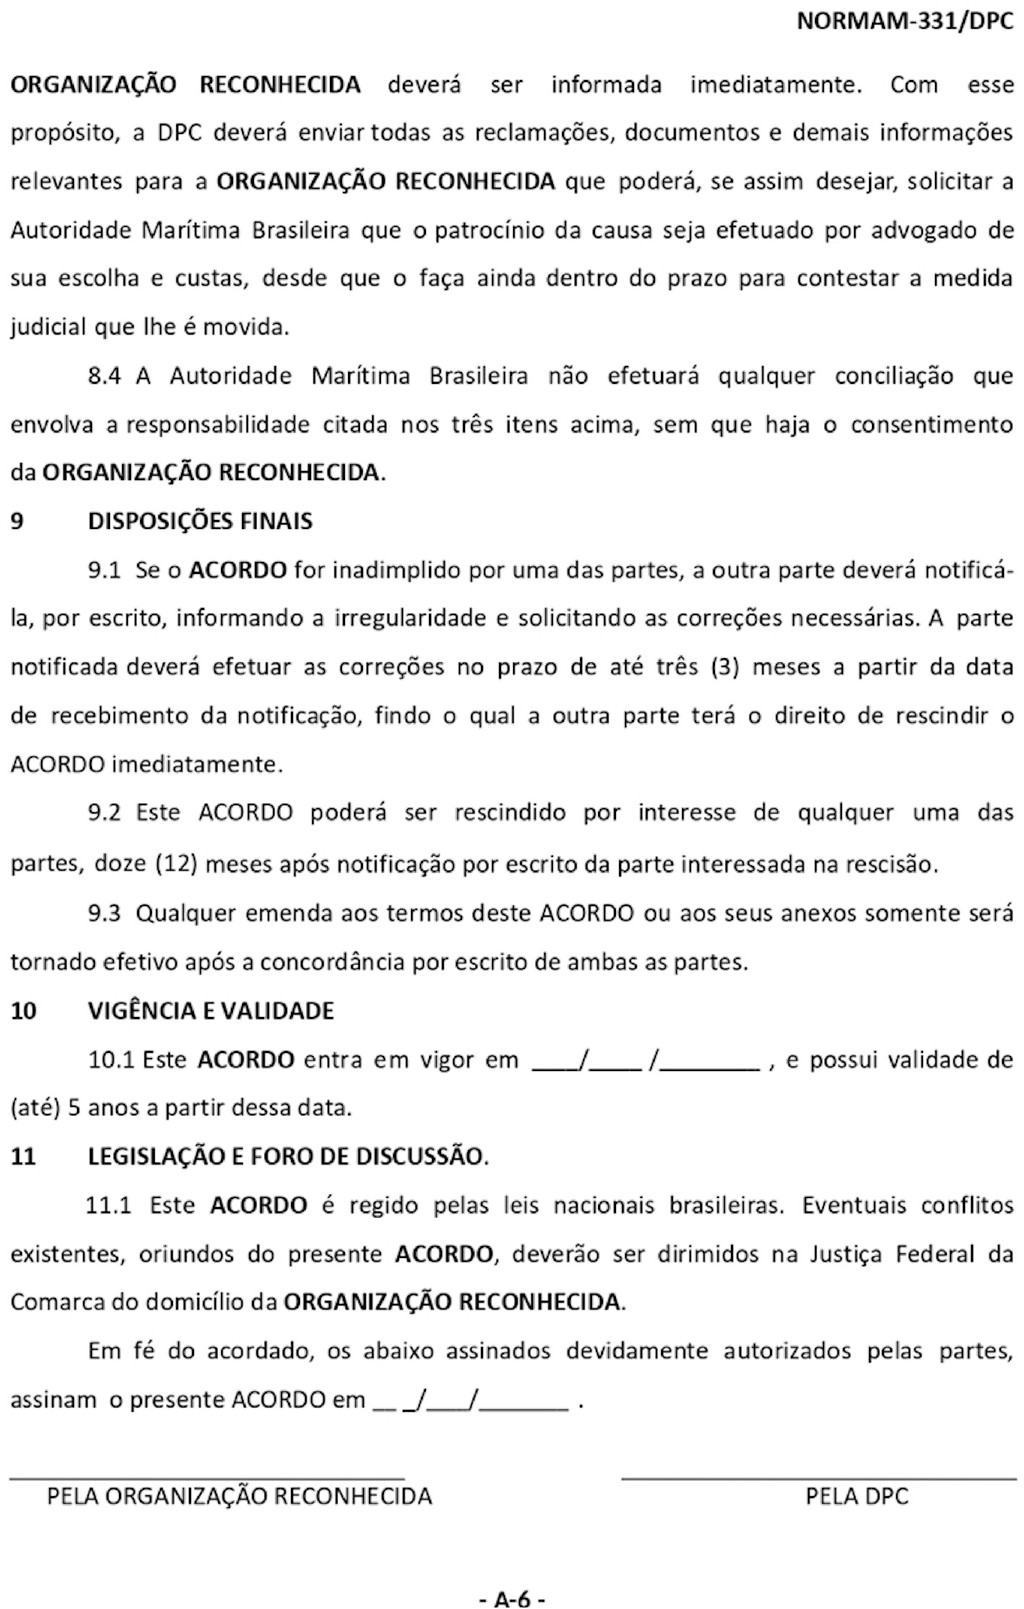 NORMAM-331/DPC
ORGANIZAÇÃO RECONHECIDA deverá ser informada imediatamente. Com esse
propósito, a DPC deverá enviar todas as reclamações, documentos e demais informações
relevantes para a ORGANIZAÇÃO RECONHECIDA que poderá, se assim desejar, solicitar a
Autoridade Marítima Brasileira que o patrocínio da causa seja efetuado por advogado de
sua escolha e custas, desde que o faça ainda dentro do prazo para contestar a medida
judicial que lhe é movida.
8.4 A Autoridade Marítima Brasileira não efetuará qualquer conciliação que
envolva a responsabilidade citada nos três itens acima, sem que haja o consentimento
da ORGANIZAÇÃO RECONHECIDA.
9 DISPOSIÇÕES FINAIS
9.1 Se o ACORDO for inadimplido por uma das partes, a outra parte deverá notificá-
la, por escrito, informando a irregularidade e solicitando as correções necessárias. A parte
notificada deverá efetuar as correções no prazo de até três (3) meses a partir da data
de recebimento da notificação, findo o qual a outra parte terá o direito de rescindir o
ACORDO imediatamente.
9.2 Este ACORDO poderá ser rescindido por interesse de qualquer uma das
partes, doze (12) meses após notificação por escrito da parte interessada na rescisão.
9.3 Qualquer emenda aos termos deste ACORDO ou aos seus anexos somente será
tornado efetivo após a concordância por escrito de ambas as partes.
10 VIGÊNCIA E VALIDADE
10.1 Este ACORDO entra em vigor em ____/____ /________ , e possui validade de
(até) 5 anos a partir dessa data.
11 LEGISLAÇÃO E FORO DE DISCUSSÃO.
11.1 Este ACORDO é regido pelas leis nacionais brasileiras. Eventuais conflitos
existentes, oriundos do presente ACORDO, deverão ser dirimidos na Justiça Federal da
Comarca do domicílio da ORGANIZAÇÃO RECONHECIDA.
Em fé do acordado, os abaixo assinados devidamente autorizados pelas partes,
assinam o presente ACORDO em __ _/___/_______ .
PELA ORGANIZAÇÃO RECONHECIDA PELA DPC
- A-6 -